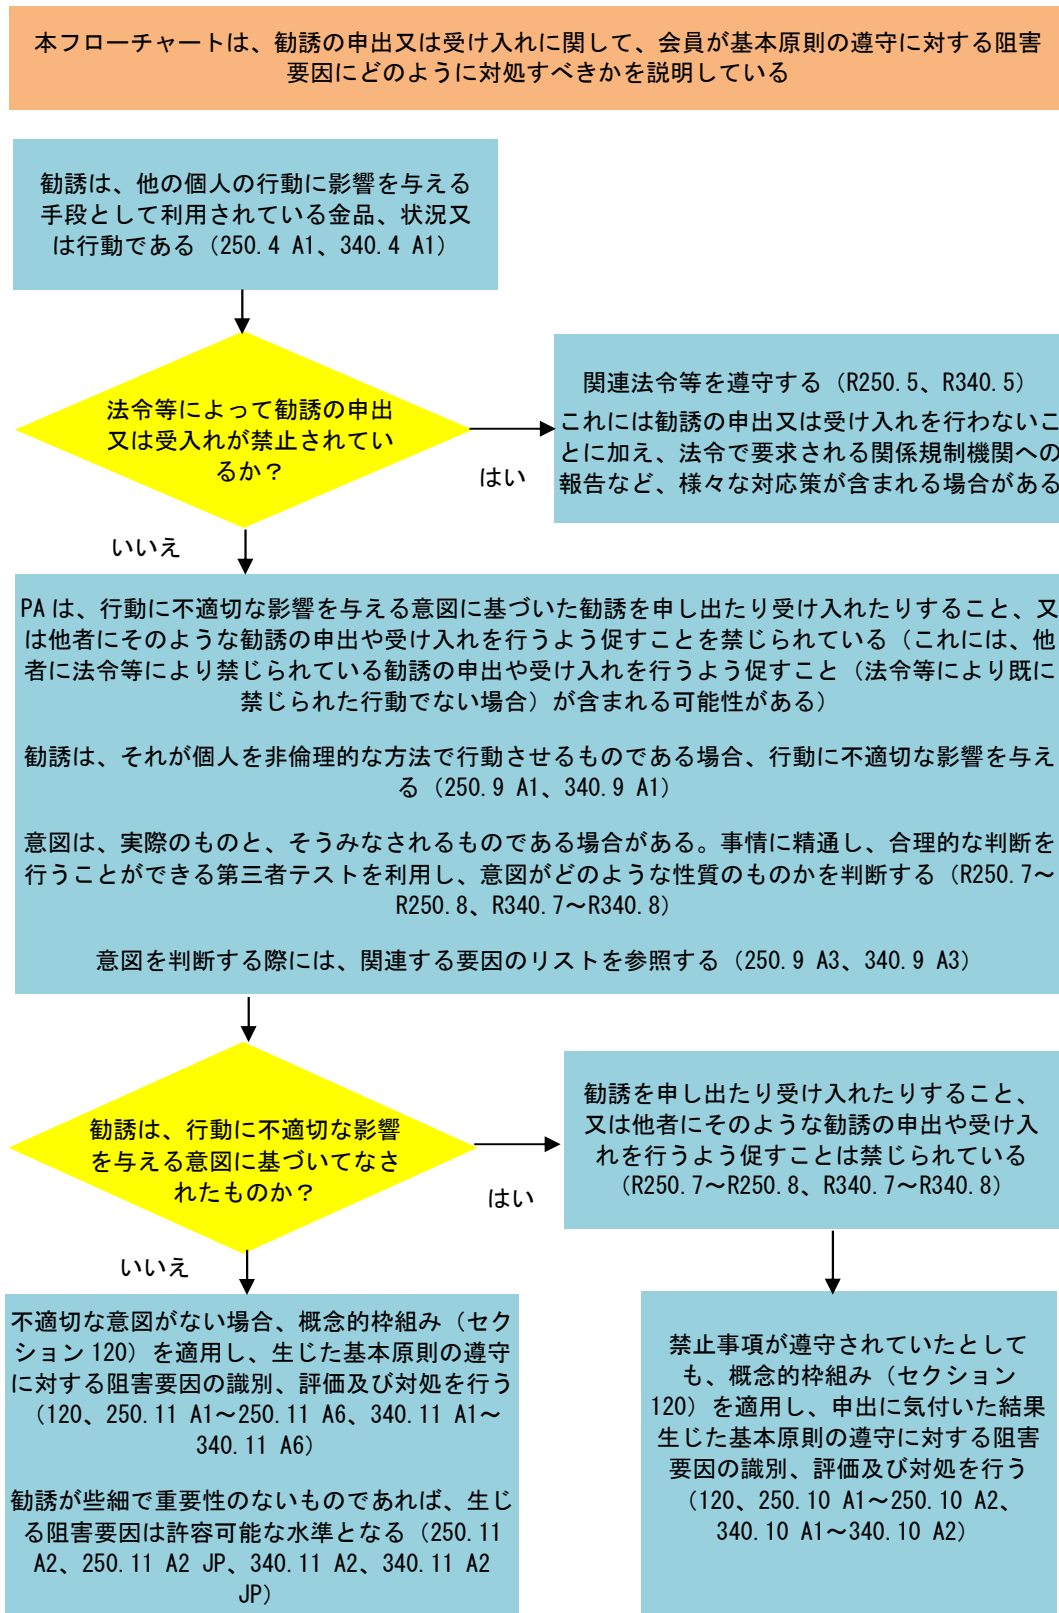 本フローチャートは、勧誘の申出又は受け入れに関して、会員が基本原則の遵守に対する阻害
要因にどのように対処すべきかを説明している
勧誘は、他の個人の行動に影響を与える
手段として利用されている金品、状況又
は行動である（250.4 A1、340.4 A1）
法令等によって勧誘の申出
又は受入れが禁止されてい
るか？
はい
関連法令等を遵守する（R250.5、R340.5）
これには勧誘の申出又は受け入れを行わないこ
とに加え、法令で要求される関係規制機関への
報告など、様々な対応策が含まれる場合がある
いいえ
PA は、行動に不適切な影響を与える意図に基づいた勧誘を申し出たり受け入れたりすること、又
は他者にそのような勧誘の申出や受け入れを行うよう促すことを禁じられている（これには、他
者に法令等により禁じられている勧誘の申出や受け入れを行うよう促すこと（法令等により既に
禁じられた行動でない場合）が含まれる可能性がある）
勧誘は、それが個人を非倫理的な方法で行動させるものである場合、行動に不適切な影響を与え
る（250.9 A1、340.9 A1）
意図は、実際のものと、そうみなされるものである場合がある。事情に精通し、合理的な判断を
行うことができる第三者テストを利用し、意図がどのような性質のものかを判断する（R250.7～
R250.8、R340.7～R340.8）
意図を判断する際には、関連する要因のリストを参照する（250.9 A3、340.9 A3）
勧誘は、行動に不適切な影響
を与える意図に基づいてなさ
れたものか？
はい
勧誘を申し出たり受け入れたりすること、
又は他者にそのような勧誘の申出や受け入
れを行うよう促すことは禁じられている
（R250.7～R250.8、R340.7～R340.8）
いいえ
不適切な意図がない場合、概念的枠組み（セク
ション 120）を適用し、生じた基本原則の遵守
に対する阻害要因の識別、評価及び対処を行う
（120、250.11 A1～250.11 A6、340.11 A1～
340.11 A6）
勧誘が些細で重要性のないものであれば、生じ
る阻害要因は許容可能な水準となる（250.11
A2、250.11 A2 JP、340.11 A2、340.11 A2
JP）
禁止事項が遵守されていたとして
も、概念的枠組み（セクション
120）を適用し、申出に気付いた結果
生じた基本原則の遵守に対する阻害
要因の識別、評価及び対処を行う
（120、250.10 A1～250.10 A2、
340.10 A1～340.10 A2）